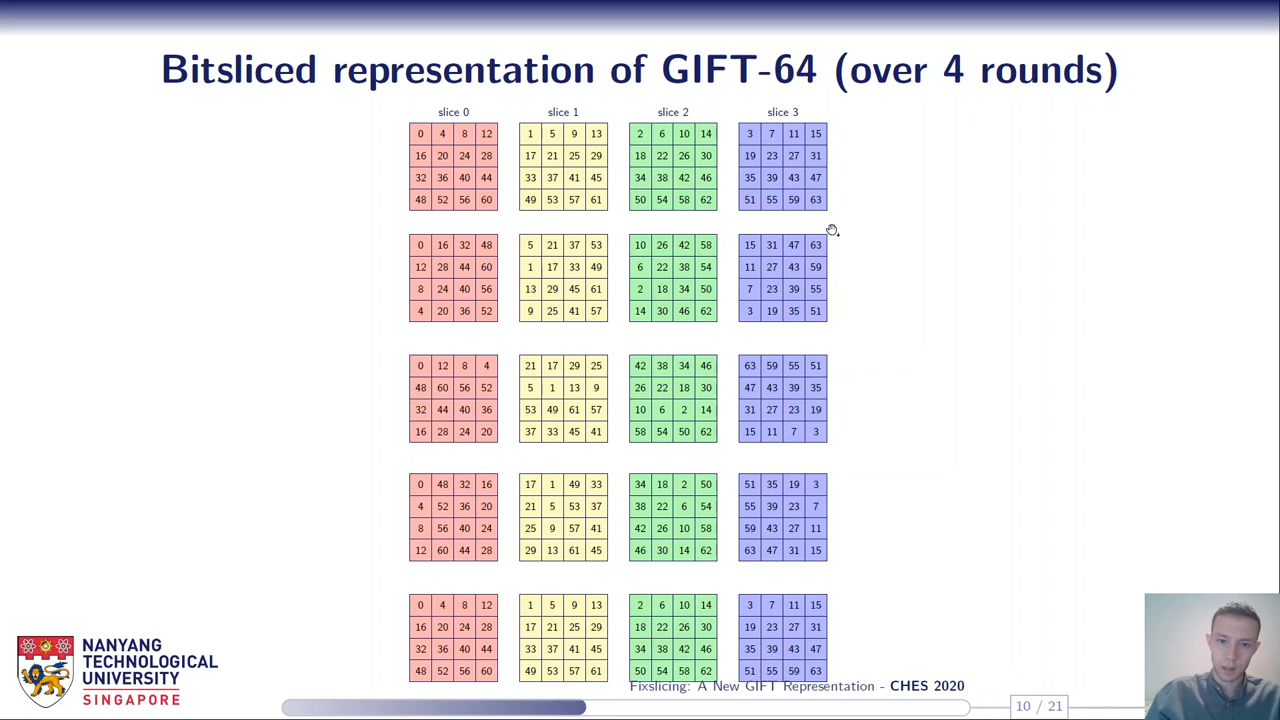 Bitsliced representation of GIFT-64 (over 4 rounds)
slice 0 slice 1 slice 2 slice 3
0 4 8 12 1 5 9 13 2 6 10 14 3 7 11 15
16 20 24 28 17 21 25 29 18 22 26 30 19 23 27 31
32 36 40 44 33 37 41 45 34 38 42 46 35 39 43 47
48 52 56 60 49 53 57 61 50 54 58 62 51 55 59 63
0 16 32 48 5 21 37 53 10 26 42 58 15 31 47 63
12 28 44 60 1 17 33 49 6 22 38 54 11 27 43 59
8 24 40 56 13 29 45 61 2 18 34 50 7 23 39 55
4 20 36 52 9 25 41 57 14 30 46 62 3 19 35 51
0 12 8 4 21 17 29 25 42 38 34 46 63 59 55 51
48 60 56 52 5 1 13 9 26 22 18 30 47 43 39 35
32 44 40 36 53 49 61 57 10 6 2 14 31 27 23 19
16 28 24 20 37 33 45 41 58 54 50 62 15 11 7 3
0 48 32 16 17 1 49 33 34 18 2 50 51 35 19 3
4 52 36 20 21 5 53 37 38 22 6 54 55 39 23 7
8 56 40 24 25 9 57 41 42 26 10 58 59 43 27 11
12 60 44 28 29 13 61 45 46 30 14 62 63 47 31 15
0 4 8 12 1 5 9 13 2 6 10 14 3 7 11 15
16 20 24 28 17 21 25 29 18 22 26 30 19 23 27 31
32 36 40 44 33 37 41 45 34 38 42 46 35 39 43 47
48 52 56 60 49 53 57 61 50 54 58 62 51 55 59 63
NANYANG
TECHNOLOGICAL
UNIVERSITY
SINGAPORE
Fixslicing: A New GIFT Representation - CHES 2020
10 / 21